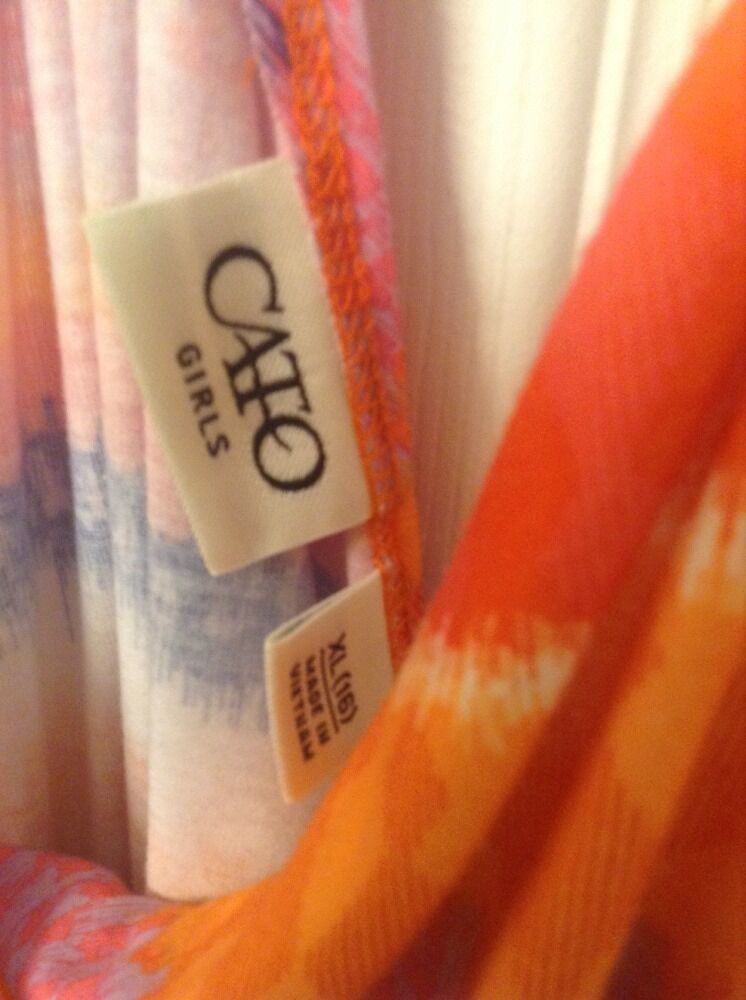 CATO
GIRLS
XL (16)
MADE IN
VIETNAM